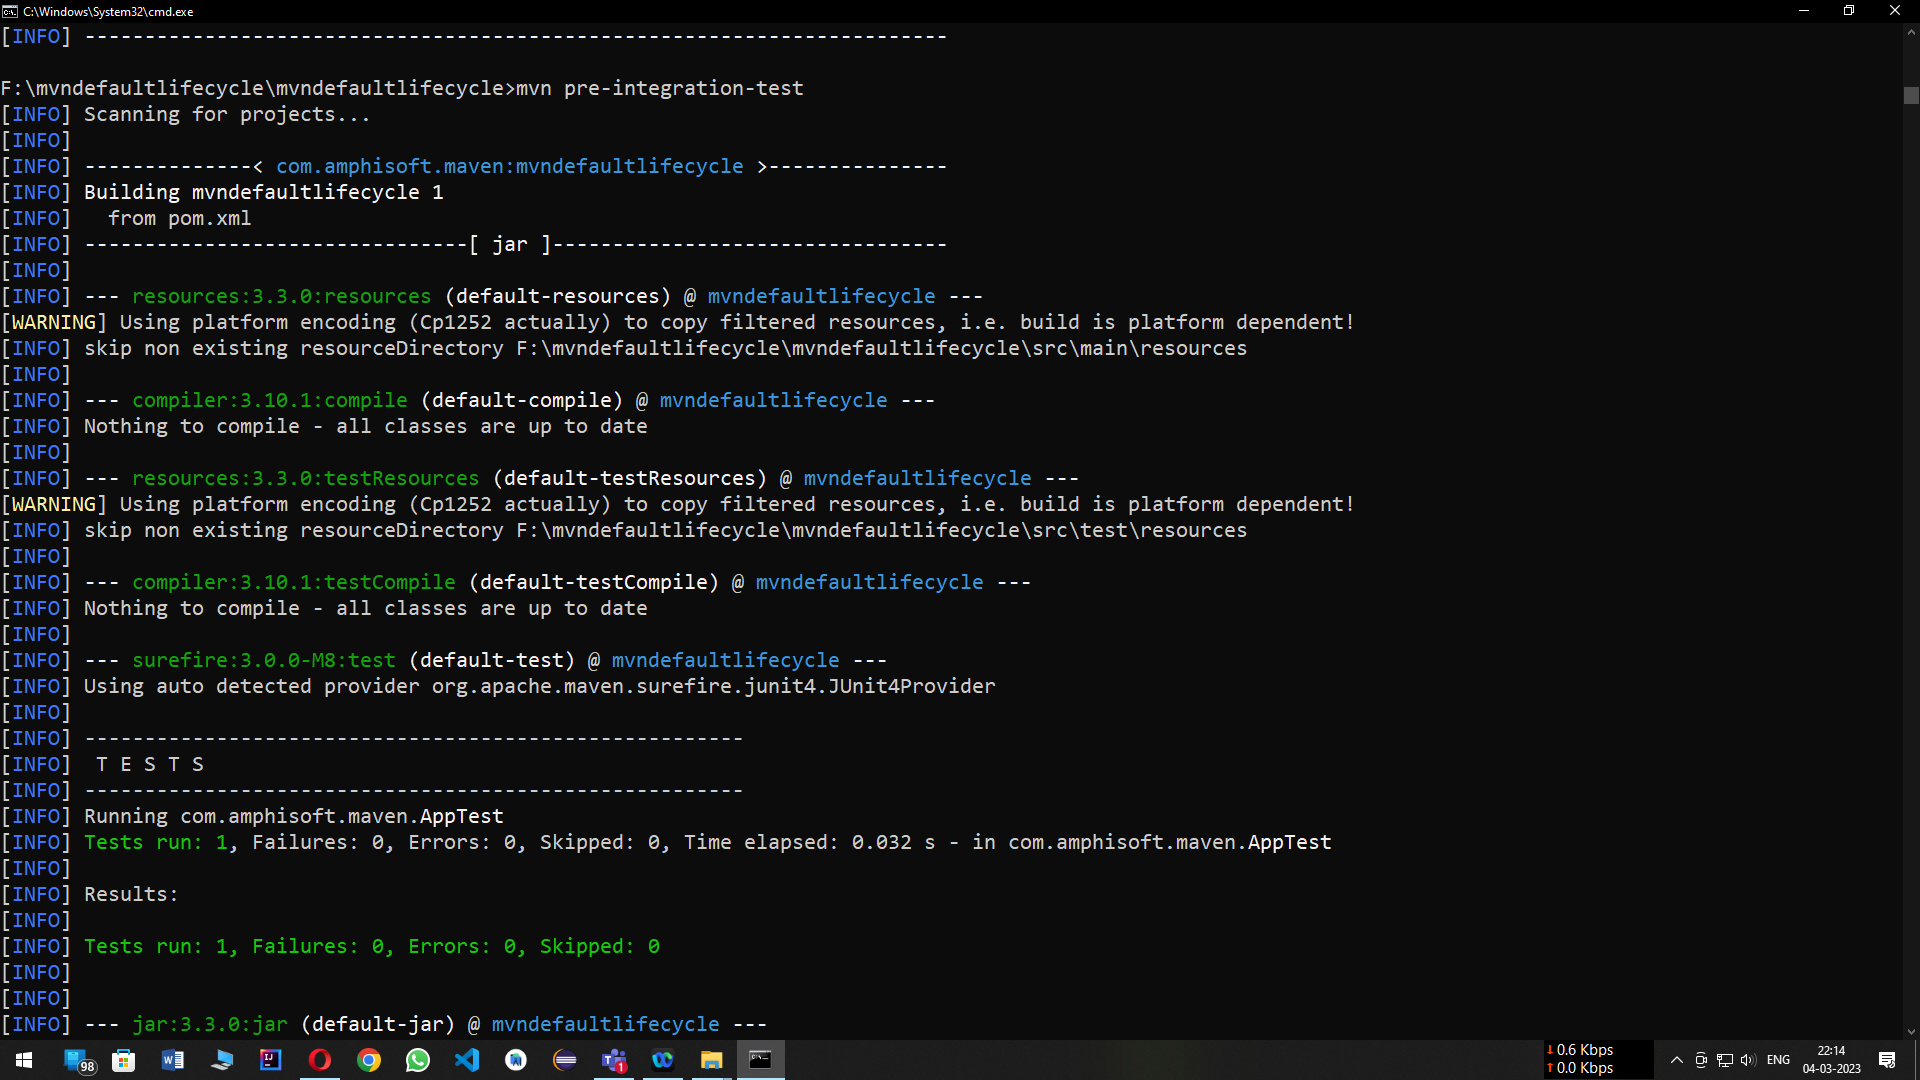 C:\Windows\System32\cmd.exe
[INFO] ------------------------------------------------------------------------
F:\mvndefaultlifecycle\mvndefaultlifecycle>mvn pre-integration-test
[INFO] Scanning for projects...
[INFO]
[INFO] --------------< com.amphisoft.maven:mvndefaultlifecycle >---------------
[INFO] Building mvndefaultlifecycle 1
[INFO]   from pom.xml
[INFO] --------------------------------[ jar ]---------------------------------
[INFO]
[INFO] --- resources:3.3.0:resources (default-resources) @ mvndefaultlifecycle ---
[WARNING] Using platform encoding (Cp1252 actually) to copy filtered resources, i.e. build is platform dependent!
[INFO] skip non existing resourceDirectory F:\mvndefaultlifecycle\mvndefaultlifecycle\src\main\resources
[INFO]
[INFO] --- compiler:3.10.1:compile (default-compile) @ mvndefaultlifecycle ---
[INFO] Nothing to compile - all classes are up to date
[INFO]
[INFO] --- resources:3.3.0:testResources (default-testResources) @ mvndefaultlifecycle ---
[WARNING] Using platform encoding (Cp1252 actually) to copy filtered resources, i.e. build is platform dependent!
[INFO] skip non existing resourceDirectory F:\mvndefaultlifecycle\mvndefaultlifecycle\src\test\resources
[INFO]
[INFO] --- compiler:3.10.1:testCompile (default-testCompile) @ mvndefaultlifecycle ---
[INFO] Nothing to compile - all classes are up to date
[INFO]
[INFO] --- surefire:3.0.0-M8:test (default-test) @ mvndefaultlifecycle ---
[INFO] Using auto detected provider org.apache.maven.surefire.junit4.JUnit4Provider
[INFO]
[INFO] -------------------------------------------------------
[INFO]  T E S T S
[INFO] -------------------------------------------------------
[INFO] Running com.amphisoft.maven.AppTest
[INFO] Tests run: 1, Failures: 0, Errors: 0, Skipped: 0, Time elapsed: 0.032 s - in com.amphisoft.maven.AppTest
[INFO]
[INFO] Results:
[INFO]
[INFO] Tests run: 1, Failures: 0, Errors: 0, Skipped: 0
[INFO]
[INFO]
[INFO] --- jar:3.3.0:jar (default-jar) @ mvndefaultlifecycle ---
98
1
0.6 Kbps
0.0 Kbps
ENG
22:14
04-03-2023